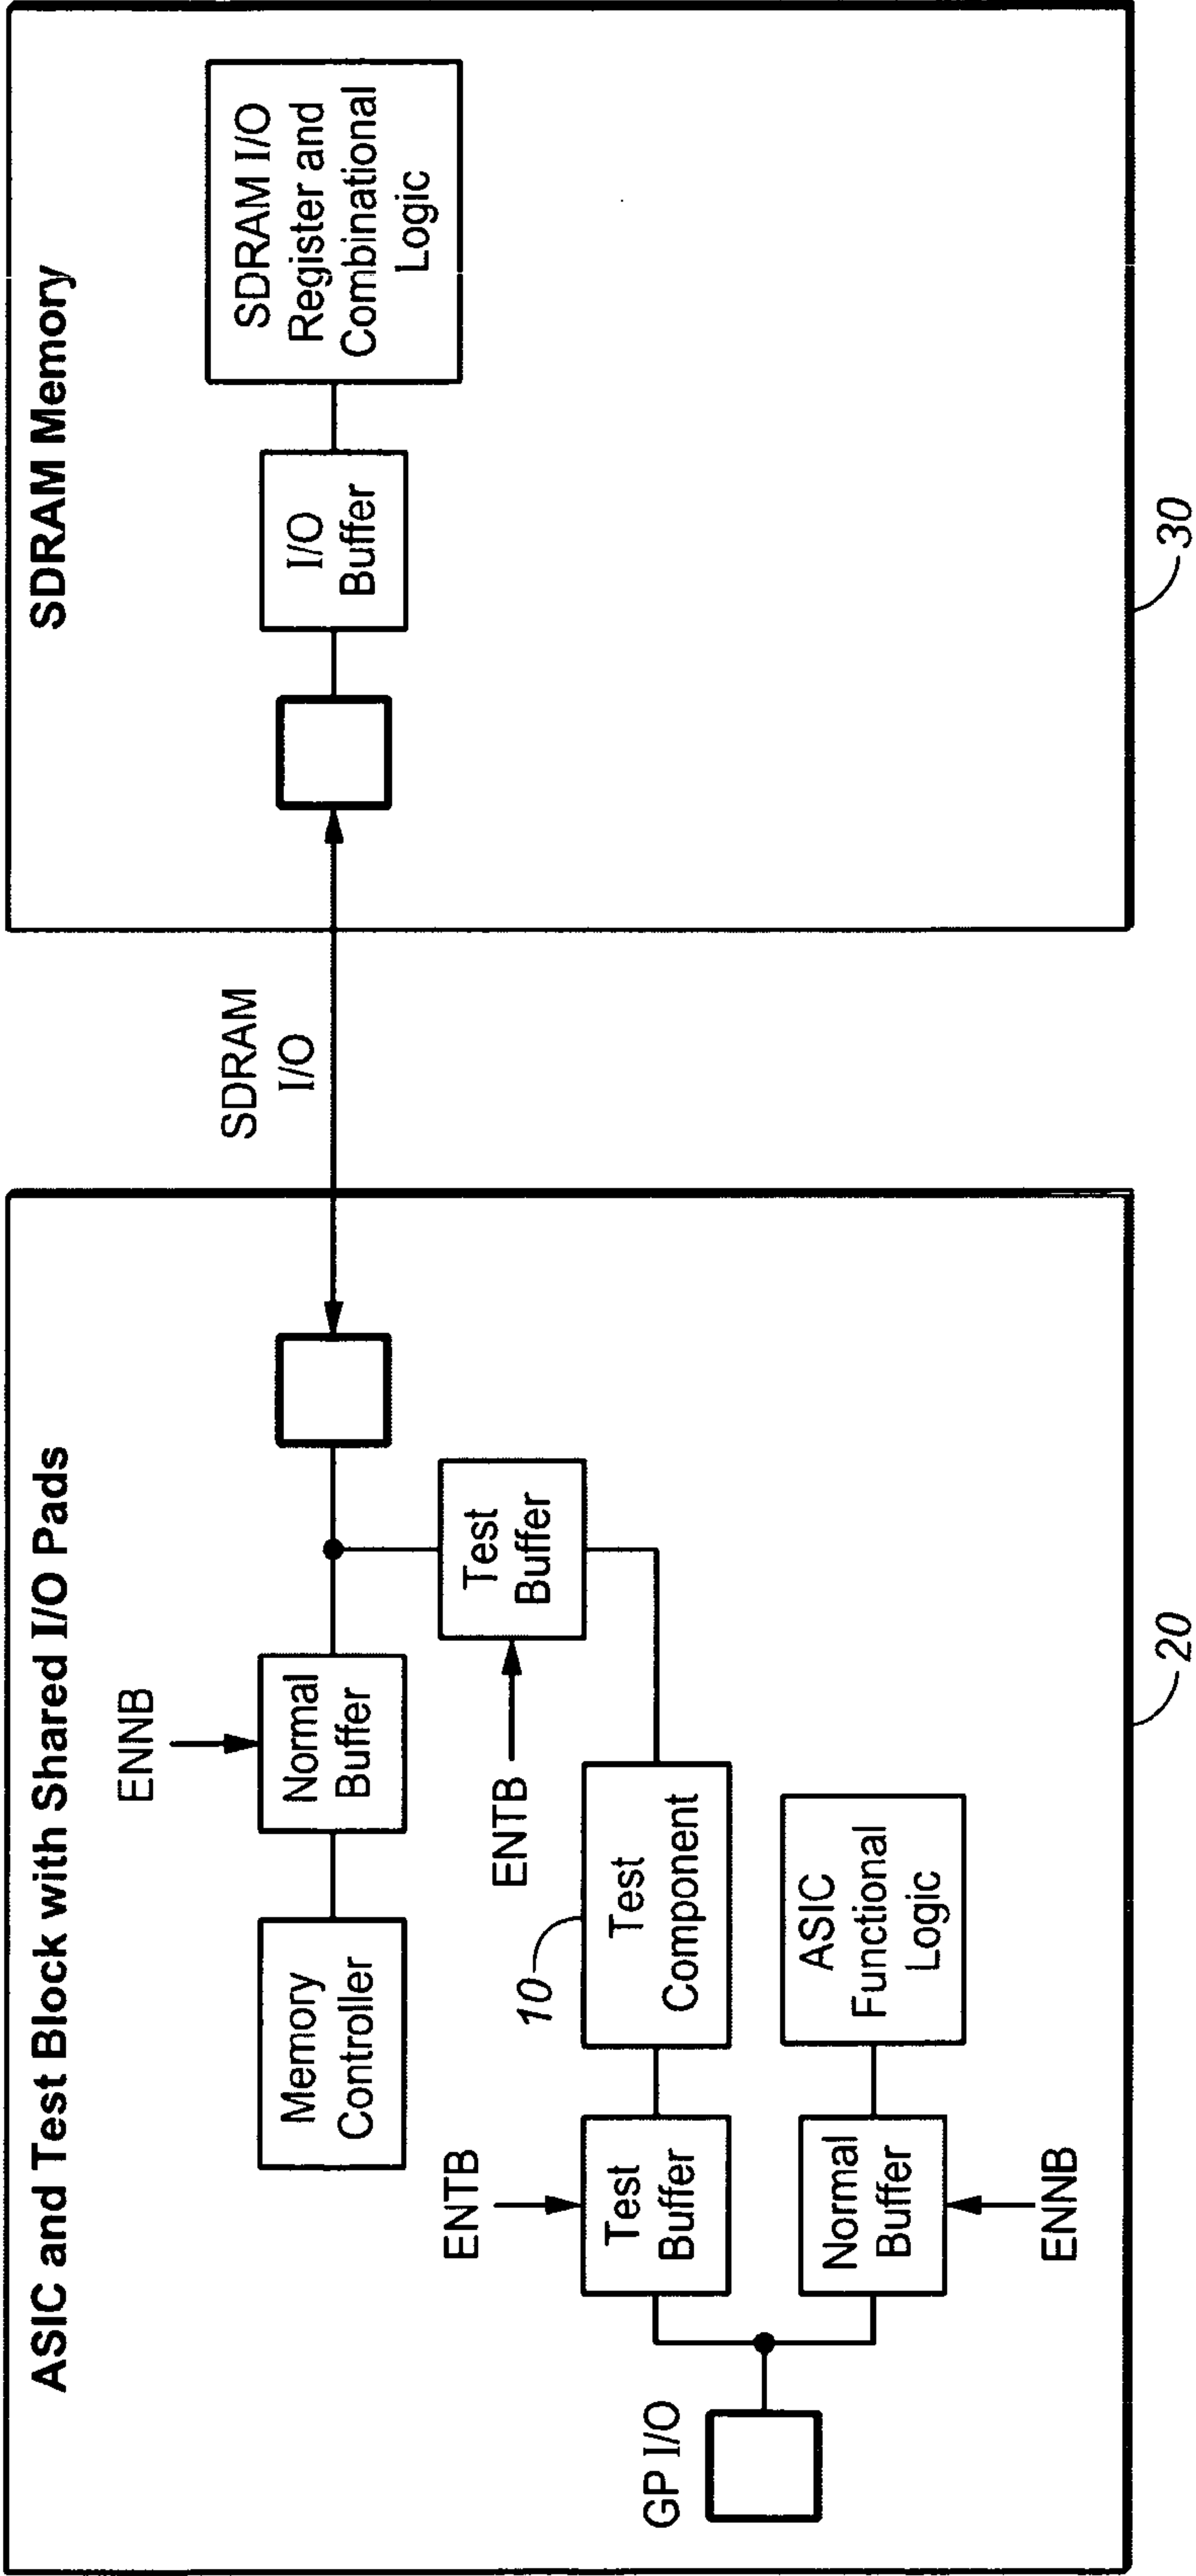 ASIC and Test Block with Shared I/O Pads
ENNB
Memory
Controller
Normal
Buffer
ENTB
Test
Buffer
10
ENTB
Test
Buffer
Test
Component
GP I/O
Normal
Buffer
ASIC
Functional
Logic
ENNB
20
SDRAM
I/O
SDRAM Memory
I/O
Buffer
SDRAM I/O
Register and
Combinational
Logic
30